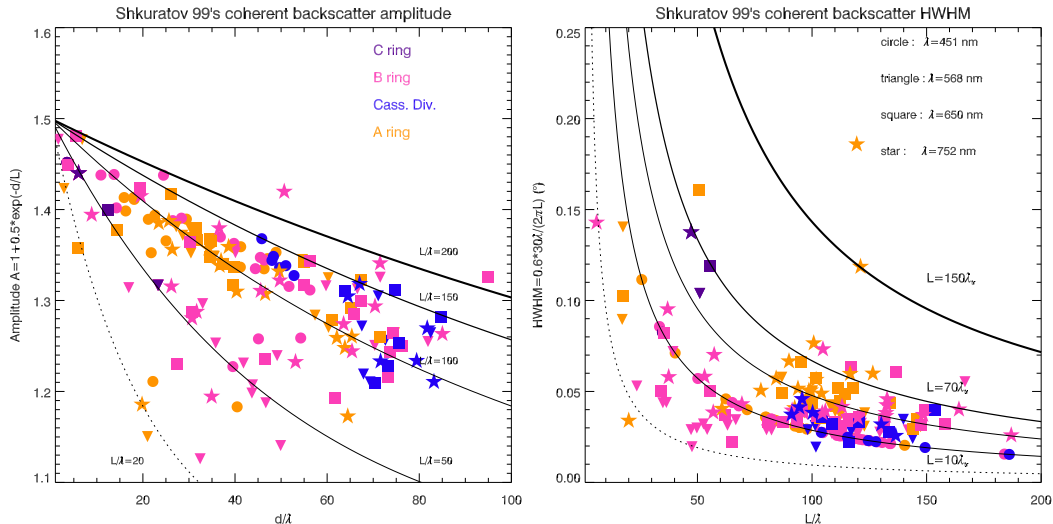 Shkuratov 99's coherent backscatter amplitude
1.6
1.5
1.4
1.3
1.2
1.1
Amplitude A=1+0.5*exp(-d/L)
C ring
B ring
Cass. Div.
A ring
L/λ=200
L/λ=150
L/λ=100
L/λ=50
L/λ=20
20
40
60
80
100
d/λ
Shkuratov 99's coherent backscatter HWHM
0.25
0.20
0.15
0.10
0.05
0.00
HWHM=0.6*30λ/(2πL) (°)
circle : λ=451 nm
triangle : λ=568 nm
square : λ=650 nm
star : λ=752 nm
L=150λ
L=70λ
L=10λ
50
100
150
200
L/λ